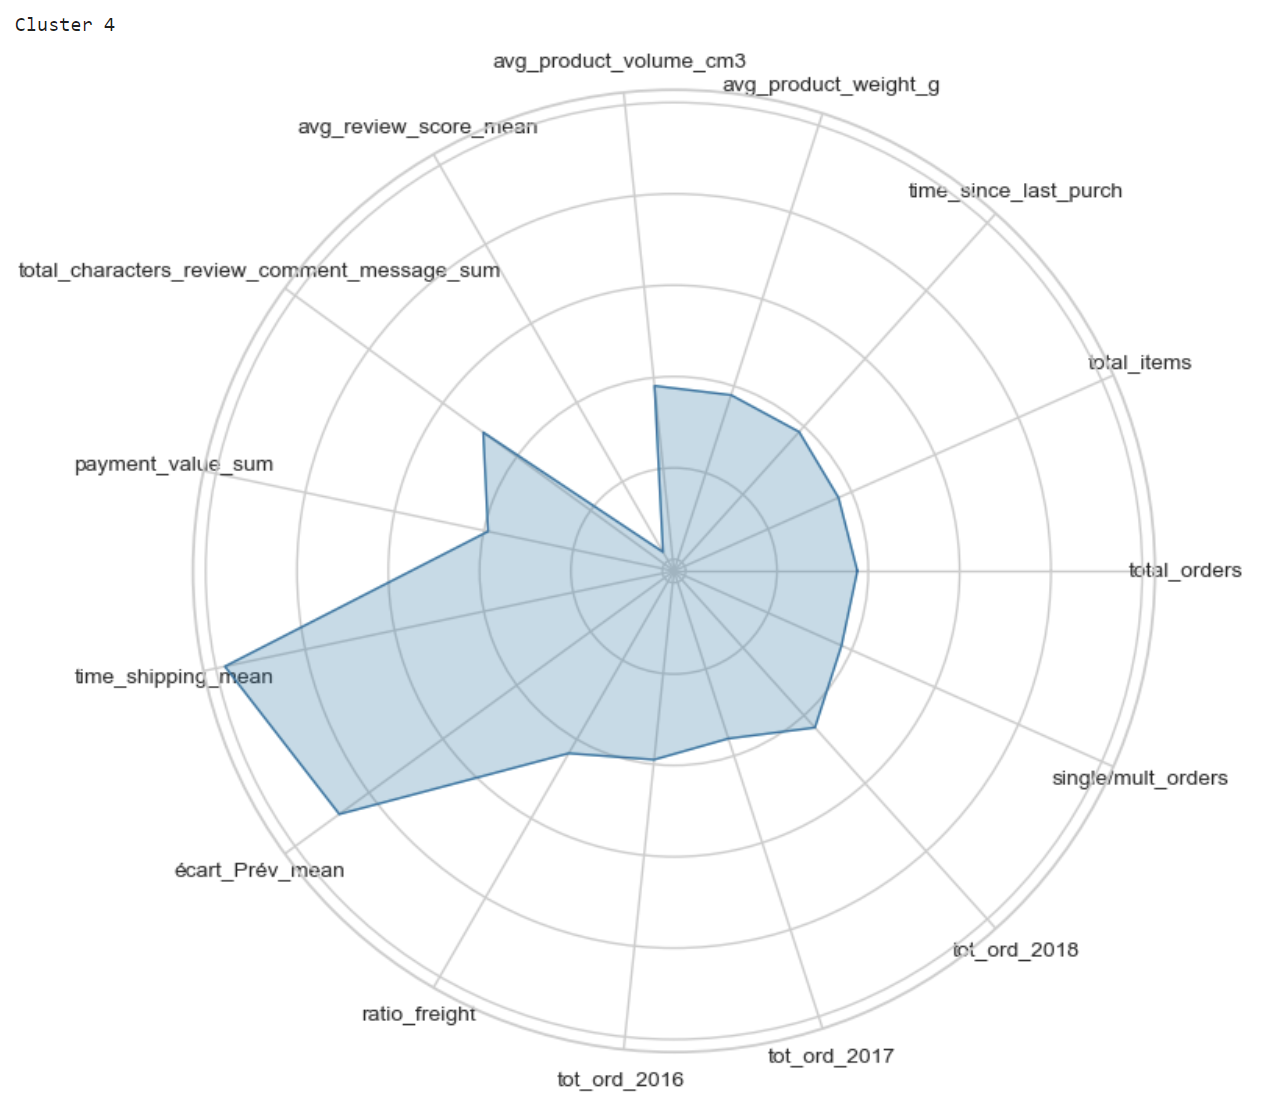 Cluster 4
avg_product_volume_cm3
avg_product_weight_g
avg_review_score_mean
time_since_last_purch
total_characters_review_comment_message_sum
total_items
payment_value_sum
total_orders
time_shipping_mean
single/mult_orders
écart_Prév_mean
tot_ord_2018
ratio_freight
tot_ord_2017
tot_ord_2016